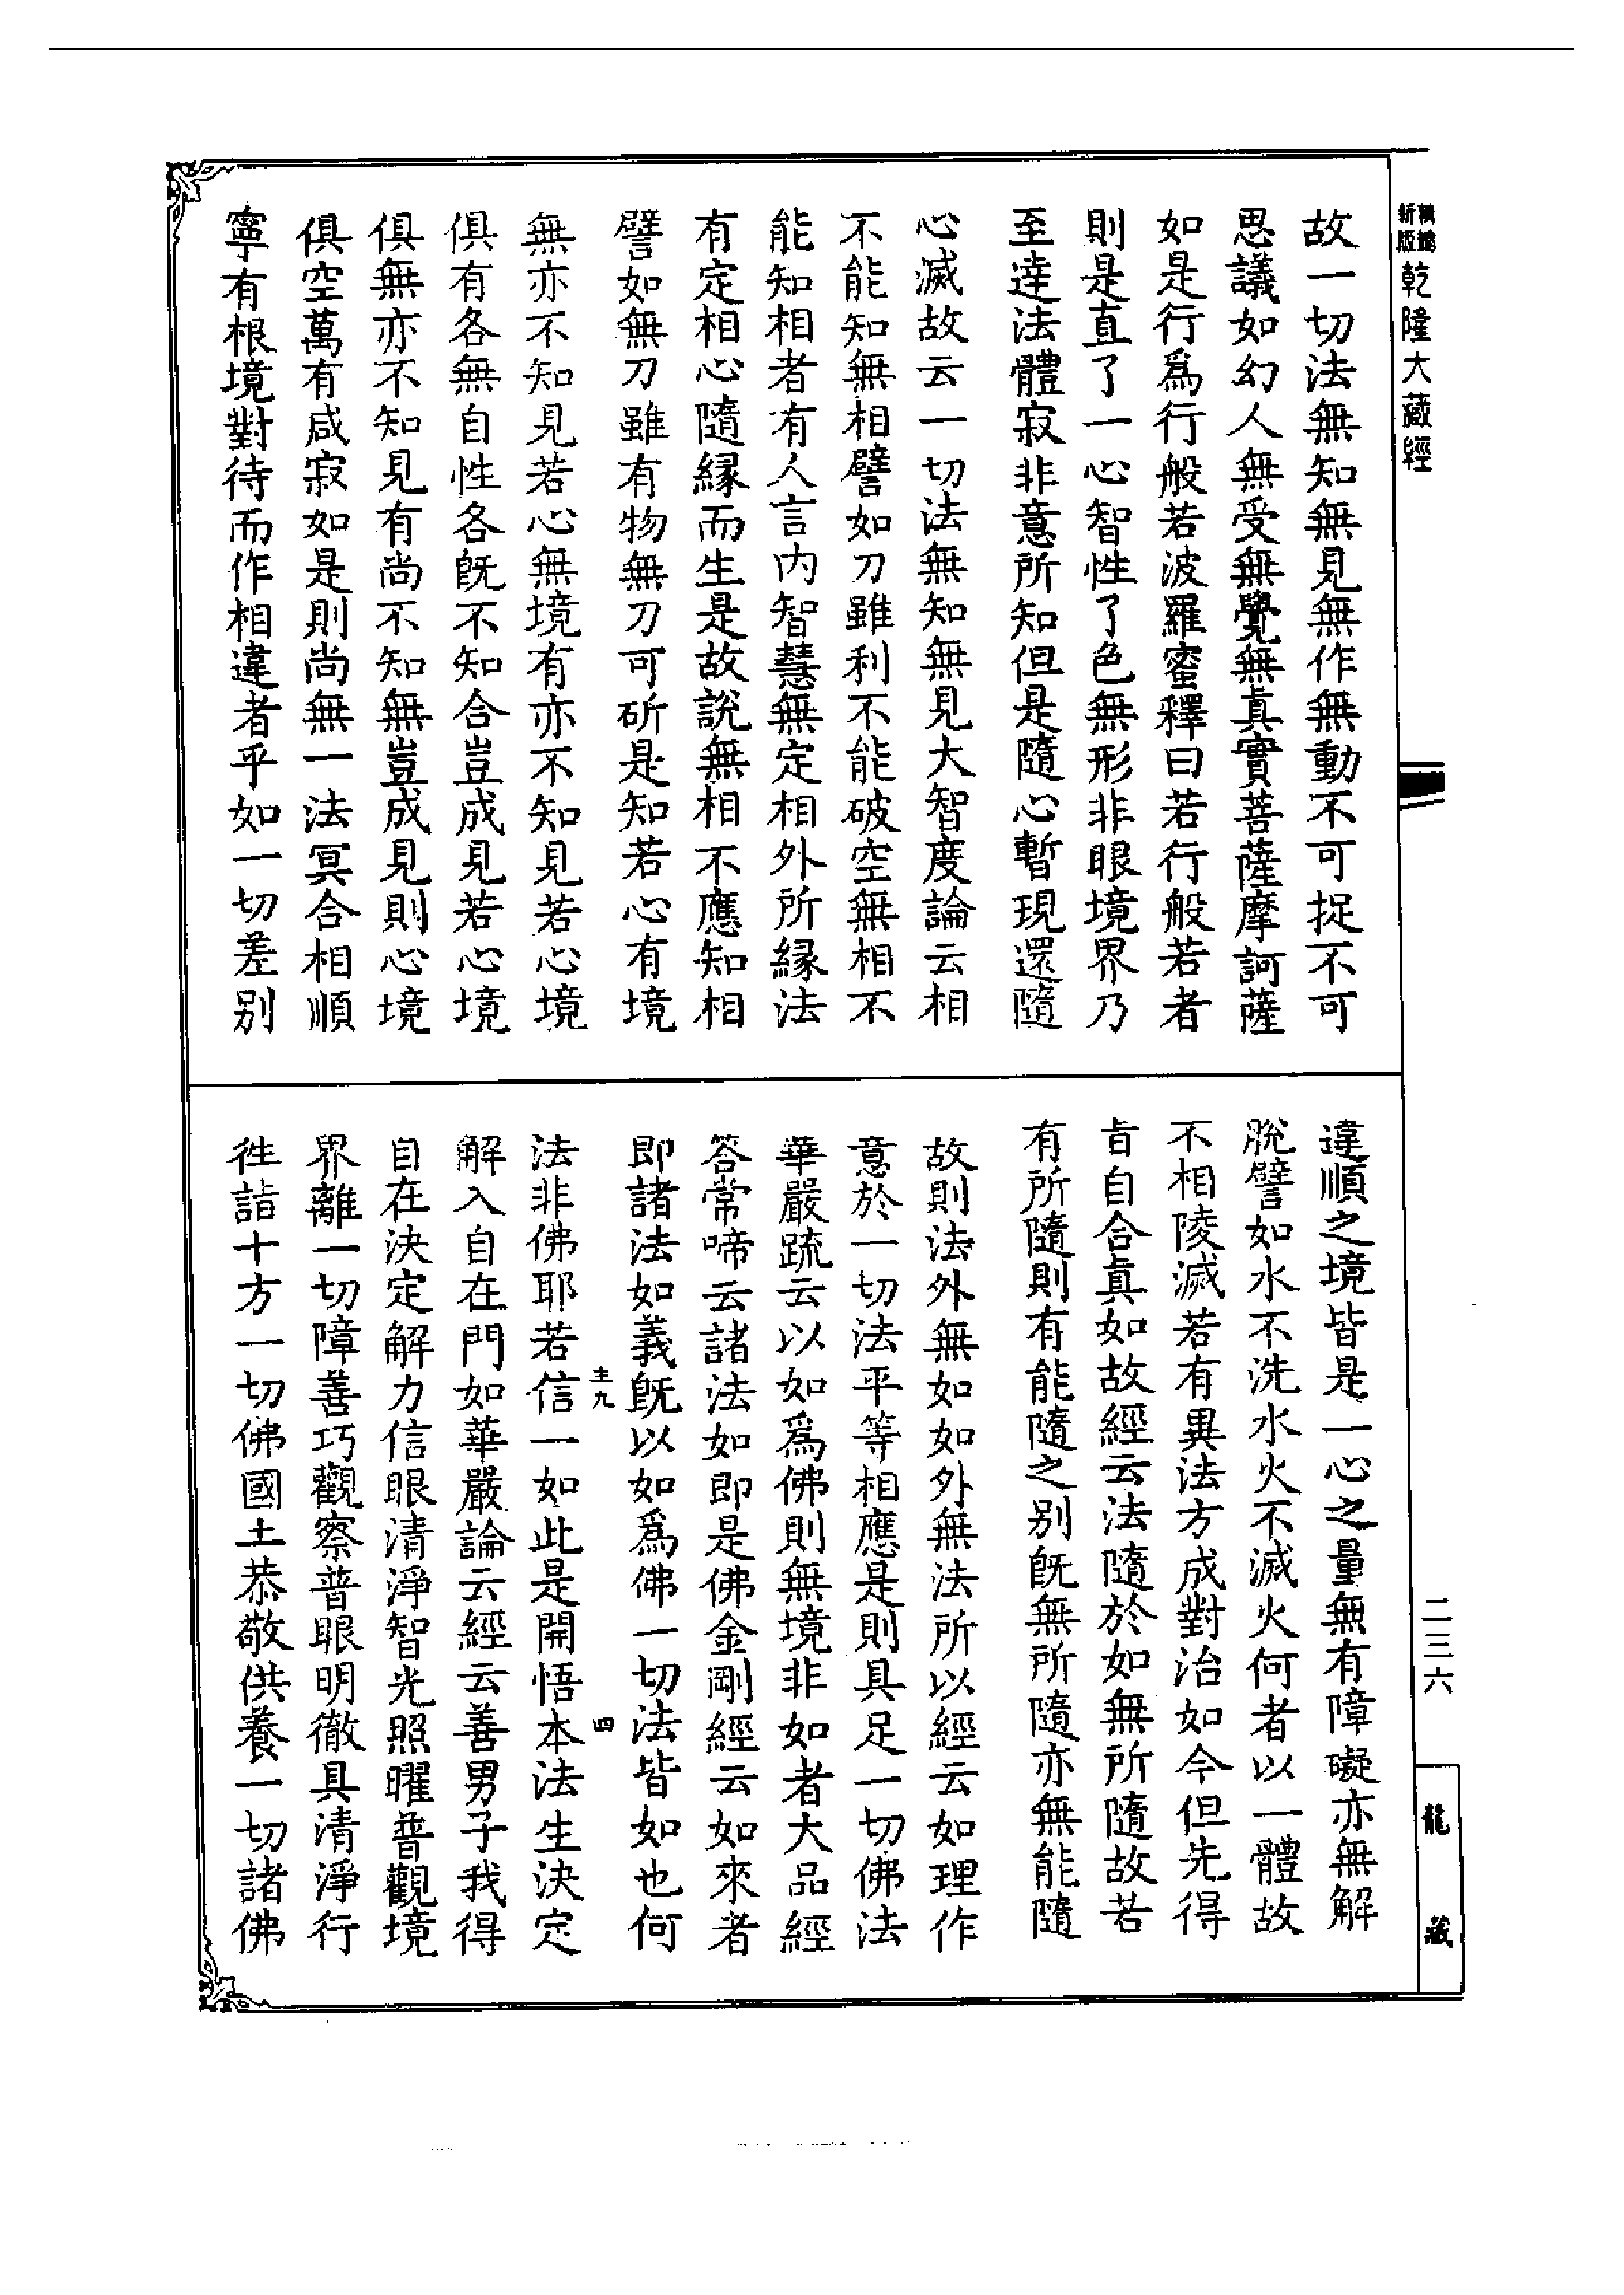 新版
乾隆大藏經
故一切法無知無見無作無動不可捉不可
思議如幻人無受無覺無真實菩薩摩訶薩
如是行爲行般若波羅蜜釋曰若行般若者
則是直了一心智性了色無形非眼境界乃
至達法體寂非意所知但是隨心暫現還隨
心滅故云一切法無知無見大智度論云相
不能知無相譬如刀雖利不能破空無相不
能知相者有人言内智慧無定相外所緣法
有定相心隨緣而生是故說無相不應知相
譬如無刀雖有物無刀可斫是知若心有境
無亦不知見若心無境有亦不知見若心境
俱有各無自性各旣不知合豈成見若心境
俱無亦不知見有尚不知無豈成見則心境
俱空萬有咸寂如是則尚無一法冥合相順
寧有根境對待而作相違者乎如一切差别
違順之境皆是一心之量無有障礙亦無解
脫譬如水不洗水火不滅火何者以一體故
不相陵滅若有異法方成對治如今但先得
旨自合真如故經云法隨於如無所隨故若
有所隨則有能隨之别旣無所隨亦無能隨
故則法外無如如外無法所以經云如理作
意於一切法平等相應是則具足一切佛法
華嚴䟽云以如爲佛則無境非如者大品經
答常啼云諸法如即是佛金剛經云如來者
即諸法如義旣以如爲佛一切法皆如也何
法非佛耶若信一如此是開悟本法生決定
解入自在門如華嚴論云經云善男子我得
自在決定解力信眼清淨智光照曜普觀境
界離一切障善巧觀察普眼明徹具清淨行
往詣十方一切佛國土恭敬供養一切諸佛
九
四
二三六
龍藏